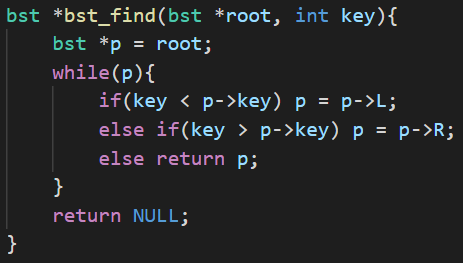 bst *bst_find(bst *root, int key){
    bst *p = root;
    while(p){
        if(key < p->key) p = p->L;
        else if(key > p->key) p = p->R;
        else return p;
    }
    return NULL;
}